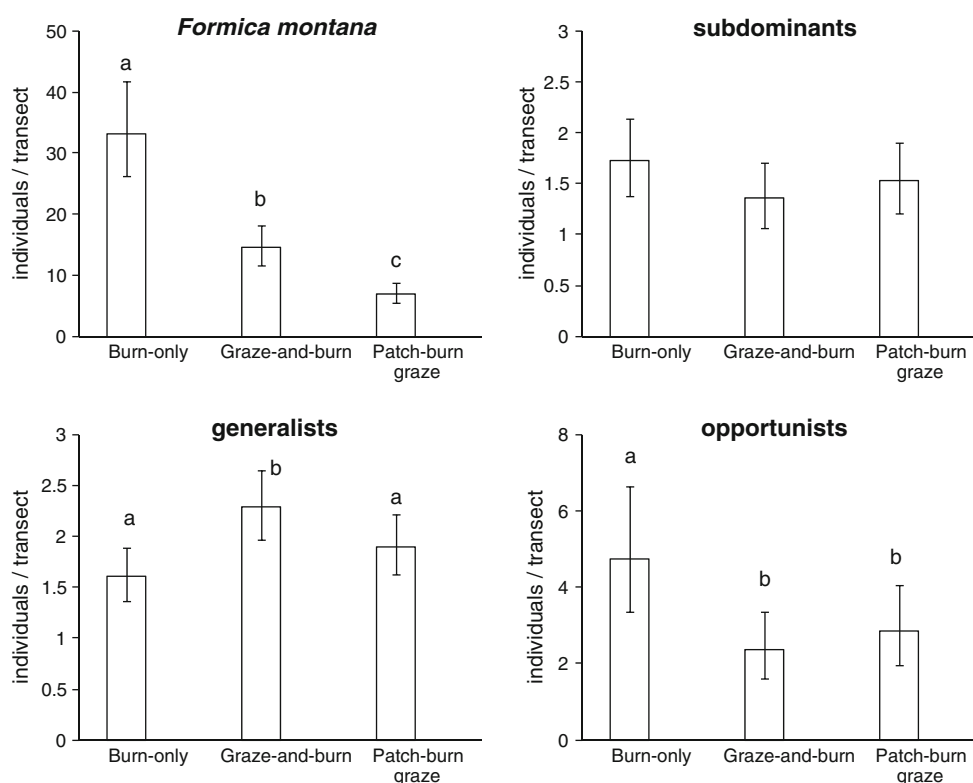 Formica montana
individuals / transect
50
40
30
20
10
0
a
b
c
Burn-only
Graze-and-burn
Patch-burn
graze
subdominants
individuals / transect
3
2.5
2
1.5
1
0.5
0
Burn-only
Graze-and-burn
Patch-burn
graze
generalists
individuals / transect
3
2.5
2
1.5
1
0.5
0
a
b
a
Burn-only
Graze-and-burn
Patch-burn
graze
opportunists
individuals / transect
8
6
4
2
0
a
b
b
Burn-only
Graze-and-burn
Patch-burn
graze